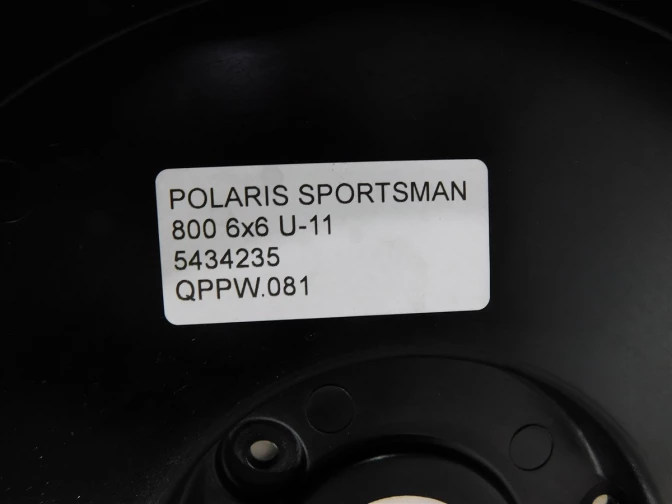 POLARIS SPORTSMAN
800 6x6 U-11
5434235
QPPW.081